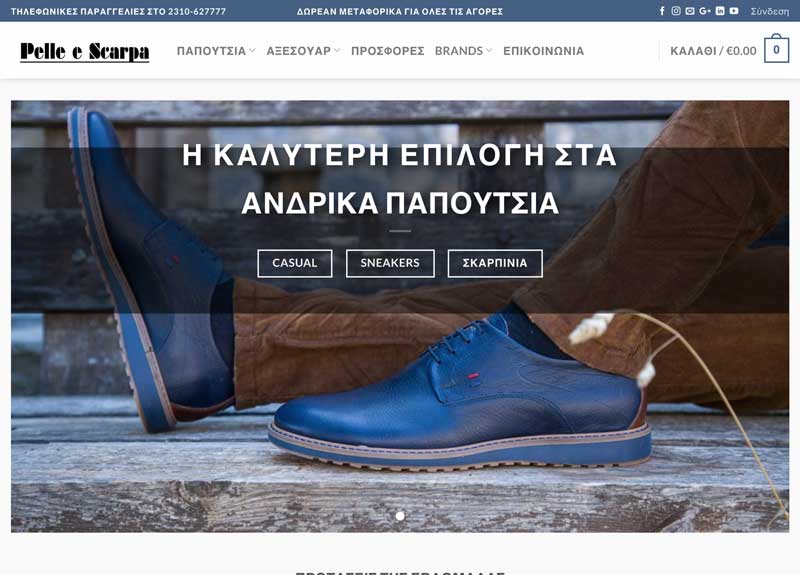 ΤΗΛΕΦΩΝΙΚΕΣ ΠΑΡΑΓΓΕΛΙΕΣ ΣΤΟ 2310-627777
ΔΩΡΕΑΝ ΜΕΤΑΦΟΡΙΚΑ ΓΙΑ ΟΛΕΣ ΤΙΣ ΑΓΟΡΕΣ
Σύνδεση
Pelle e Scarpa
ΠΑΠΟΥΤΣΙΑ ΑΞΕΣΟΥΑΡ ΠΡΟΣΦΟΡΕΣ BRANDS ΕΠΙΚΟΙΝΩΝΙΑ
ΚΑΛΑΘΙ / €0.00 0
Η ΚΑΛΥΤΕΡΗ ΕΠΙΛΟΓΗ ΣΤΑ
ΑΝΔΡΙΚΑ ΠΑΠΟΥΤΣΙΑ
CASUAL SNEAKERS ΣΚΑΡΠΙΝΙΑ